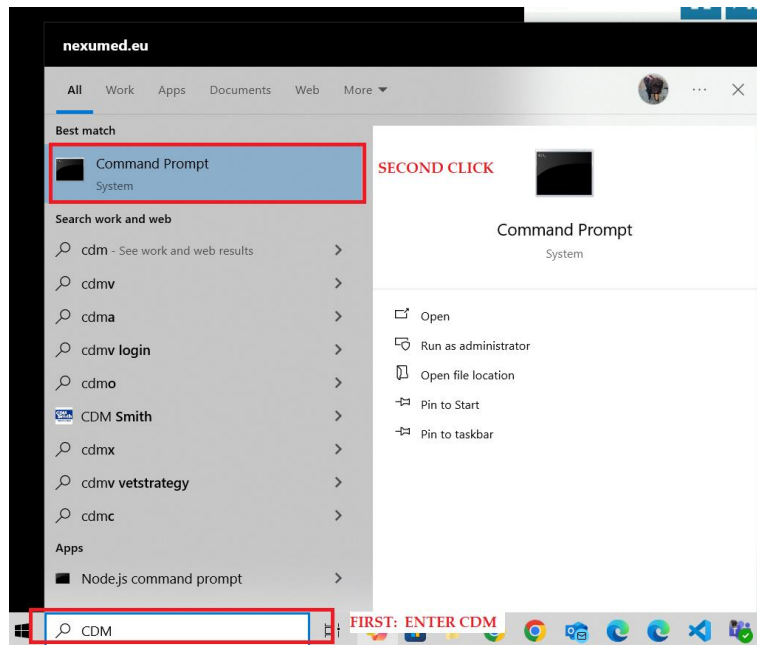 nexumed.eu
All Work Apps Documents Web More
Best match
Command Prompt
System
SECOND CLICK
Command Prompt
System
Search work and web
cdm - See work and web results
cdmv
cdma
cdmv login
cdmo
CDM Smith
cdmx
cdmv vetstrategy
cdmc
Open
Run as administrator
Open file location
Pin to Start
Pin to taskbar
Apps
Node.js command prompt
CDM
FIRST: ENTER CDM